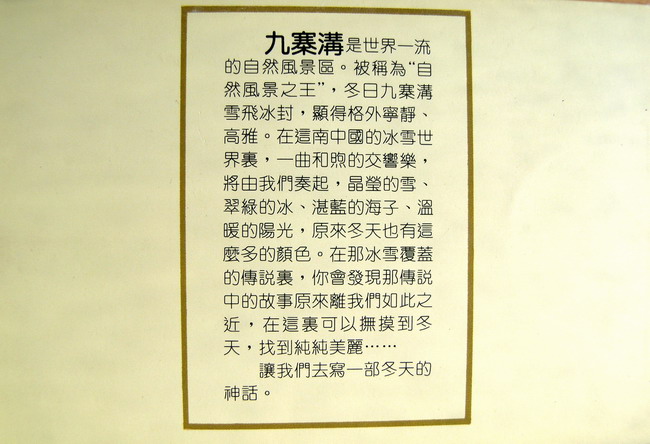 九寨溝是世界一流
的自然風景區。被稱為“自
然風景之王”，冬日九寨溝
雪飛冰封，顯得格外寧靜、
高雅。在這南中國的冰雪世
界裏，一曲和煦的交響樂，
將由我們奏起，晶瑩的雪、
翠綠的冰、湛藍的海子、溫
暖的陽光，原來冬天也有這
麼多的顏色。在那冰雪覆蓋
的傳說裏，你會發現那傳說
中的故事原來離我們如此之
近，在這裏可以撫摸到冬
天，找到純純美麗……
讓我們去寫一部冬天的
神話。